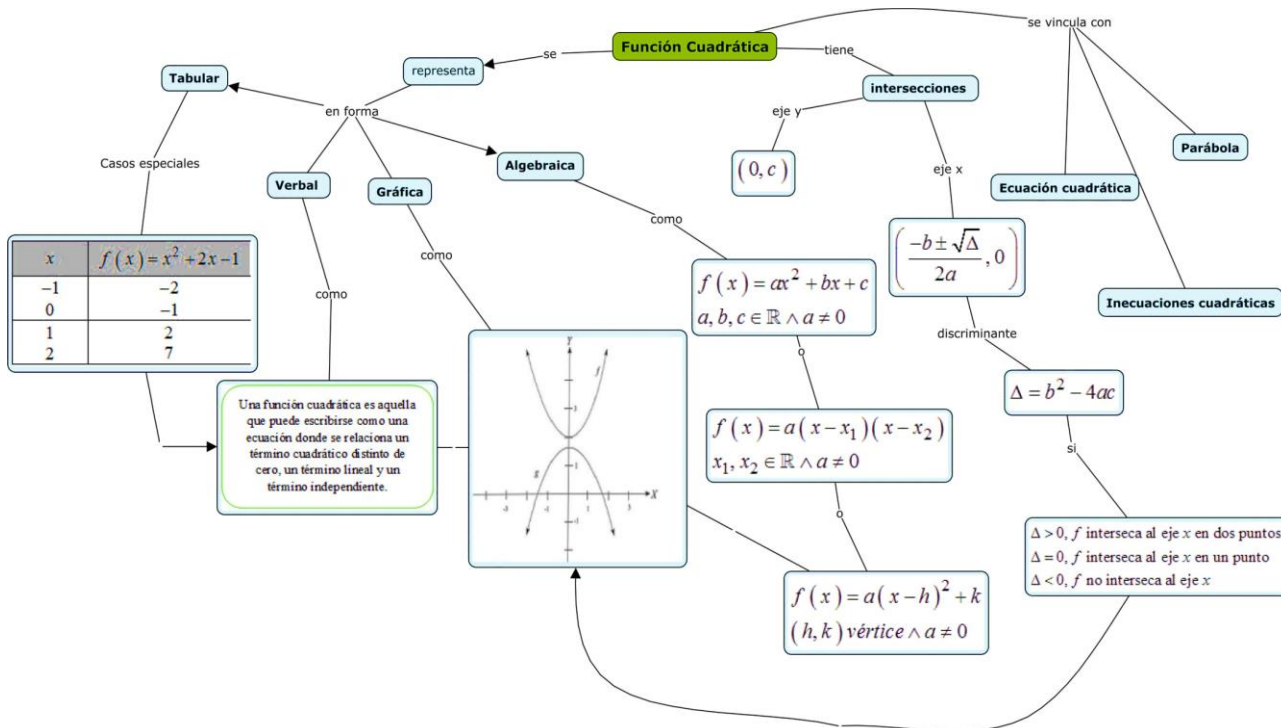 Función Cuadrática
se
representa
en forma
Tabular
Casos especiales
x f(x)=x²+2x−1
−1 −2
0 −1
1 2
2 7
Verbal
como
Una función cuadrática es aquella
que puede escribirse como una
ecuación donde se relaciona un
término cuadrático distinto de
cero, un término lineal y un
término independiente.
Gráfica
como
Y
f
g
X
Algebraica
como
f(x)=ax²+bx+c
a,b,c∈ℝ∧a≠0
o
f(x)=a(x−x₁)(x−x₂)
x₁,x₂∈ℝ∧a≠0
o
f(x)=a(x−h)²+k
(h,k) vértice∧a≠0
tiene
intersecciones
eje y
(0,c)
eje x
((−b±√Δ)/2a,0)
discriminante
Δ=b²−4ac
si
Δ>0, f interseca al eje x en dos puntos
Δ=0, f interseca al eje x en un punto
Δ<0, f no interseca al eje x
se vincula con
Ecuación cuadrática
Parábola
Inecuaciones cuadráticas